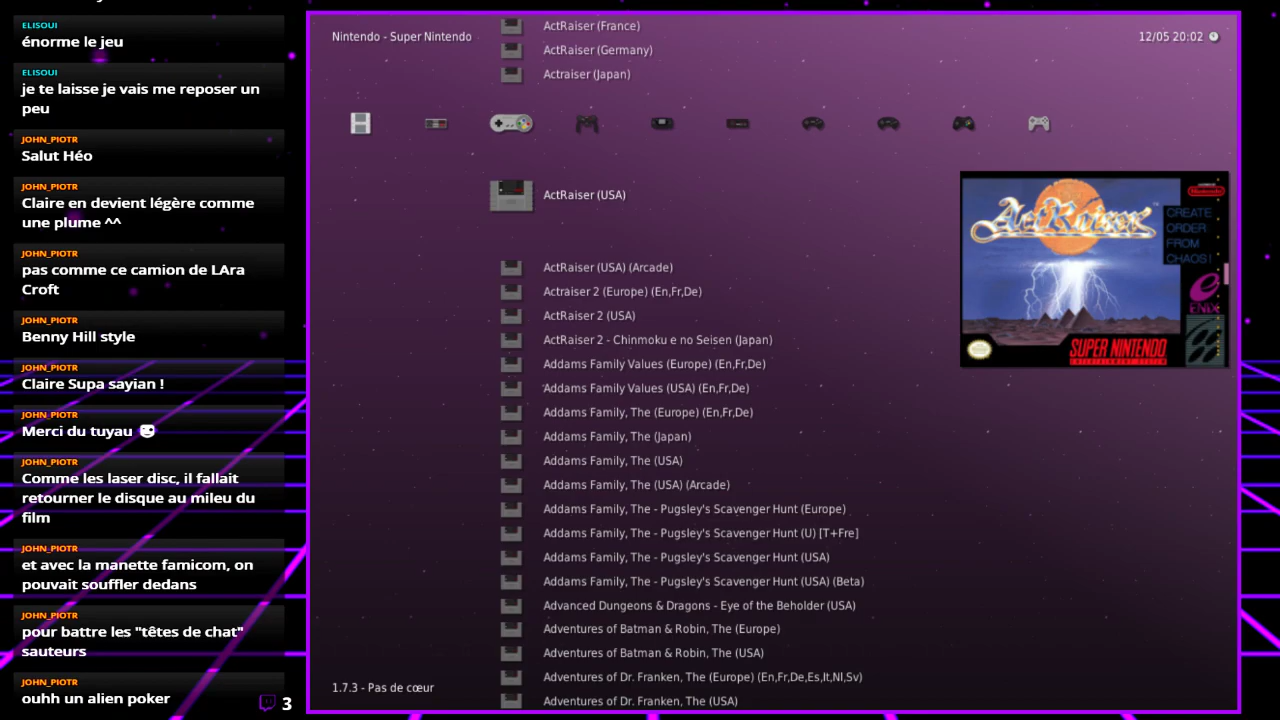 ELISOUI
énorme le jeu
ELISOUI
je te laisse je vais me reposer un
peu
JOHN_PIOTR
Salut Héo
JOHN_PIOTR
Claire en devient légère comme
une plume ^^
JOHN_PIOTR
pas comme ce camion de LAra
Croft
JOHN_PIOTR
Benny Hill style
JOHN_PIOTR
Claire Supa sayian !
JOHN_PIOTR
Merci du tuyau
JOHN_PIOTR
Comme les laser disc, il fallait
retourner le disque au mileu du
film
JOHN_PIOTR
et avec la manette famicom, on
pouvait souffler dedans
JOHN_PIOTR
pour battre les "têtes de chat"
sauteurs
JOHN_PIOTR
ouhh un alien poker
3
Nintendo - Super Nintendo
12/05 20:02
ActRaiser (France)
ActRaiser (Germany)
Actraiser (Japan)
ActRaiser (USA)
ActRaiser (USA) (Arcade)
Actraiser 2 (Europe) (En,Fr,De)
ActRaiser 2 (USA)
ActRaiser 2 - Chinmoku e no Seisen (Japan)
Addams Family Values (Europe) (En,Fr,De)
Addams Family Values (USA) (En,Fr,De)
Addams Family, The (Europe) (En,Fr,De)
Addams Family, The (Japan)
Addams Family, The (USA)
Addams Family, The (USA) (Arcade)
Addams Family, The - Pugsley's Scavenger Hunt (Europe)
Addams Family, The - Pugsley's Scavenger Hunt (U) [T+Fre]
Addams Family, The - Pugsley's Scavenger Hunt (USA)
Addams Family, The - Pugsley's Scavenger Hunt (USA) (Beta)
Advanced Dungeons & Dragons - Eye of the Beholder (USA)
Adventures of Batman & Robin, The (Europe)
Adventures of Batman & Robin, The (USA)
Adventures of Dr. Franken, The (Europe) (En,Fr,De,Es,It,Nl,Sv)
Adventures of Dr. Franken, The (USA)
1.7.3 - Pas de cœur
ActRaiser
Nintendo
CREATE
ORDER
FROM
CHAOS!
ENIX
SUPER NINTENDO
ENTERTAINMENT SYSTEM